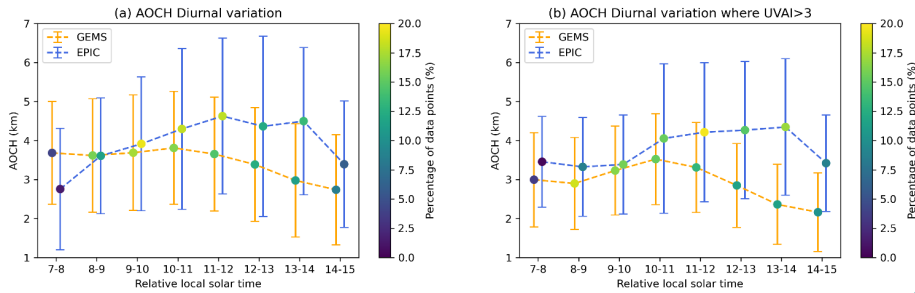 (a) AOCH Diurnal variation
GEMS
EPIC
AOCH (km)
7
6
5
4
3
2
1
7-8 8-9 9-10 10-11 11-12 12-13 13-14 14-15
Relative local solar time
20.0
17.5
15.0
12.5
10.0
7.5
5.0
2.5
0.0
Percentage of data points (%)
(b) AOCH Diurnal variation where UVAI>3
GEMS
EPIC
AOCH (km)
7
6
5
4
3
2
1
7-8 8-9 9-10 10-11 11-12 12-13 13-14 14-15
Relative local solar time
20.0
17.5
15.0
12.5
10.0
7.5
5.0
2.5
0.0
Percentage of data points (%)